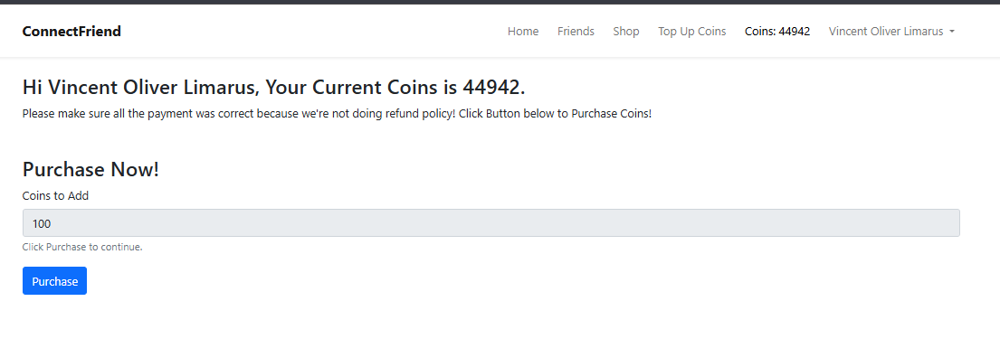 ConnectFriend Home Friends Shop Top Up Coins Coins: 44942 Vincent Oliver Limarus
Hi Vincent Oliver Limarus, Your Current Coins is 44942.
Please make sure all the payment was correct because we're not doing refund policy! Click Button below to Purchase Coins!
Purchase Now!
Coins to Add
100
Click Purchase to continue.
Purchase